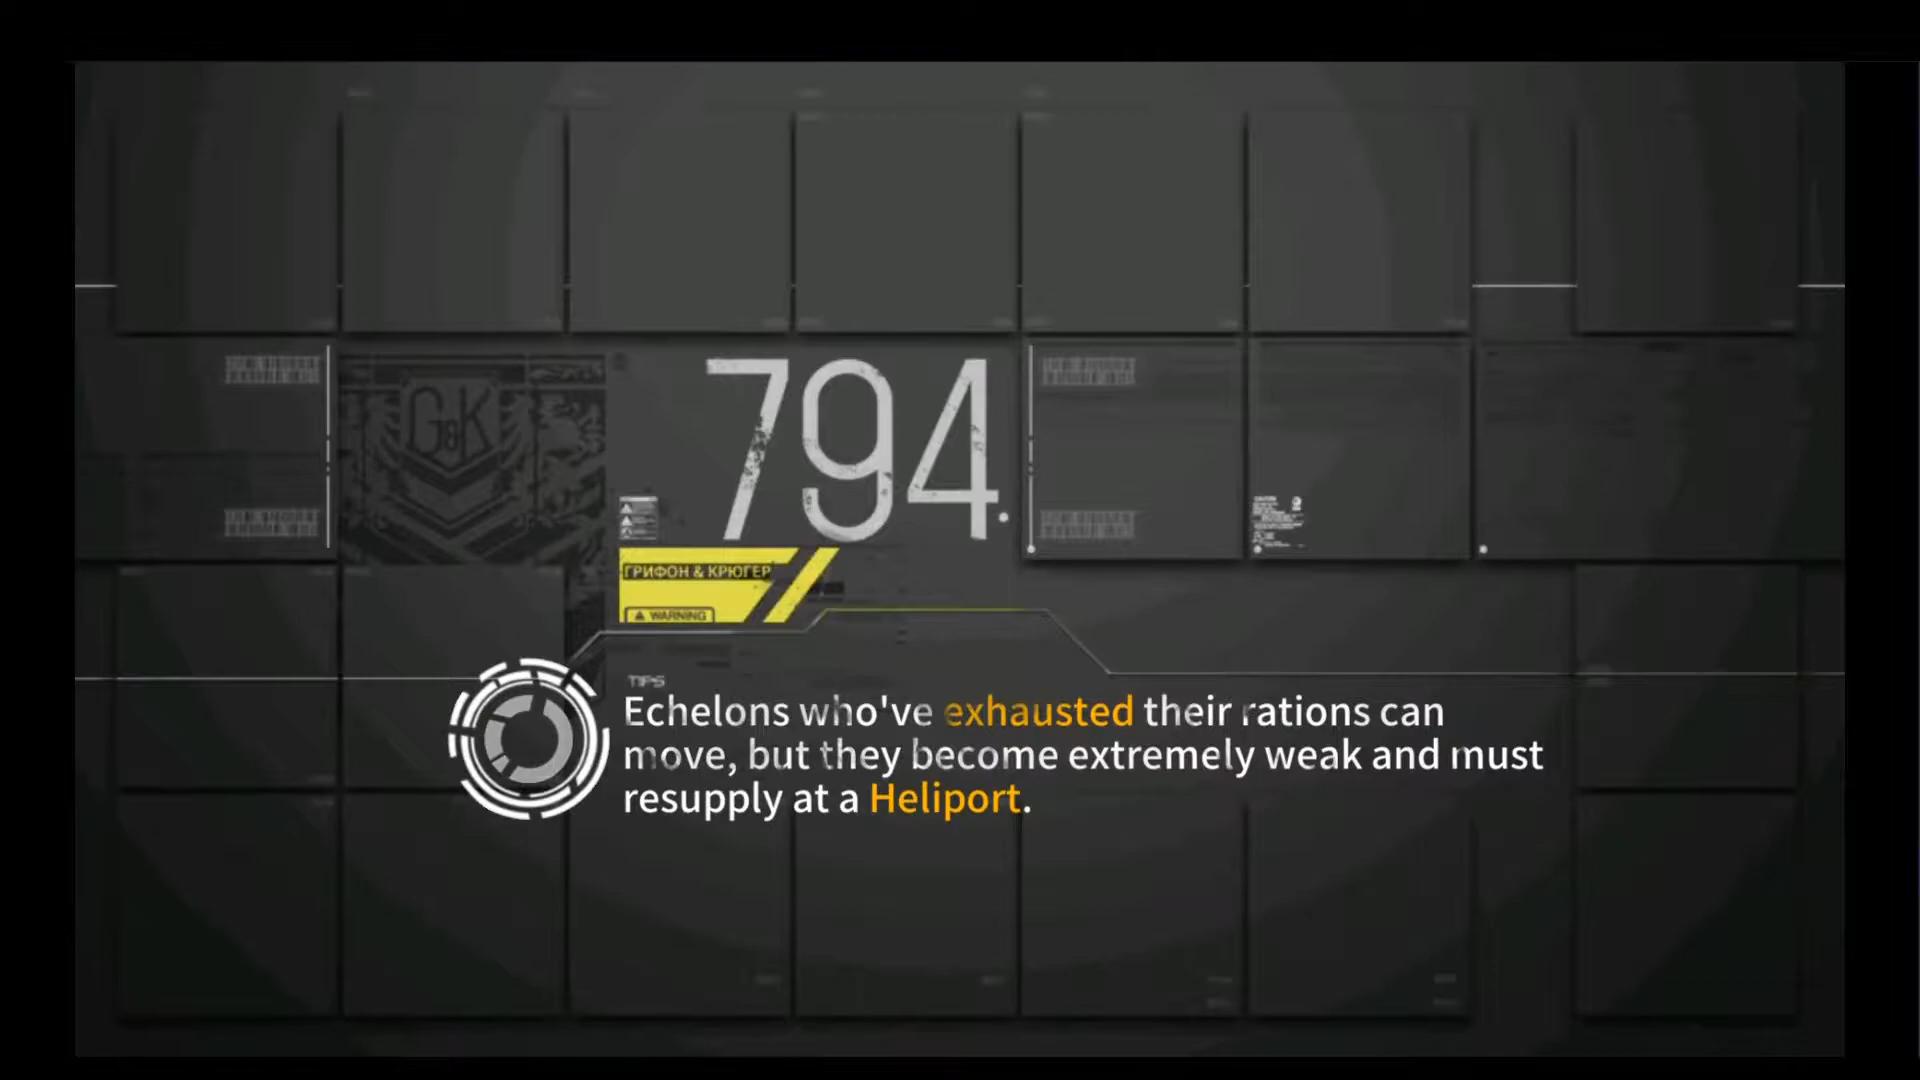 G&K
794.
ГРИФОН & КРЮГЕР
WARNING
TIPS
Echelons who've exhausted their rations can
move, but they become extremely weak and must
resupply at a Heliport.